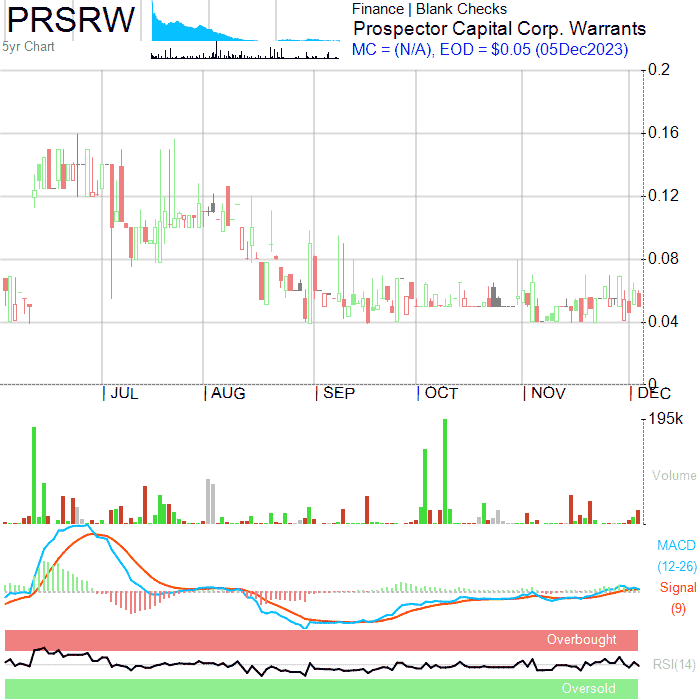 PRSRW
Finance | Blank Checks
Prospector Capital Corp. Warrants
5yr Chart
MC = (N/A), EOD = $0.05 (05Dec2023)
0.2
0.16
0.12
0.08
0.04
0
JUL AUG SEP OCT NOV DEC
195k
Volume
MACD
(12-26)
Signal
(9)
Overbought
RSI(14)
Oversold